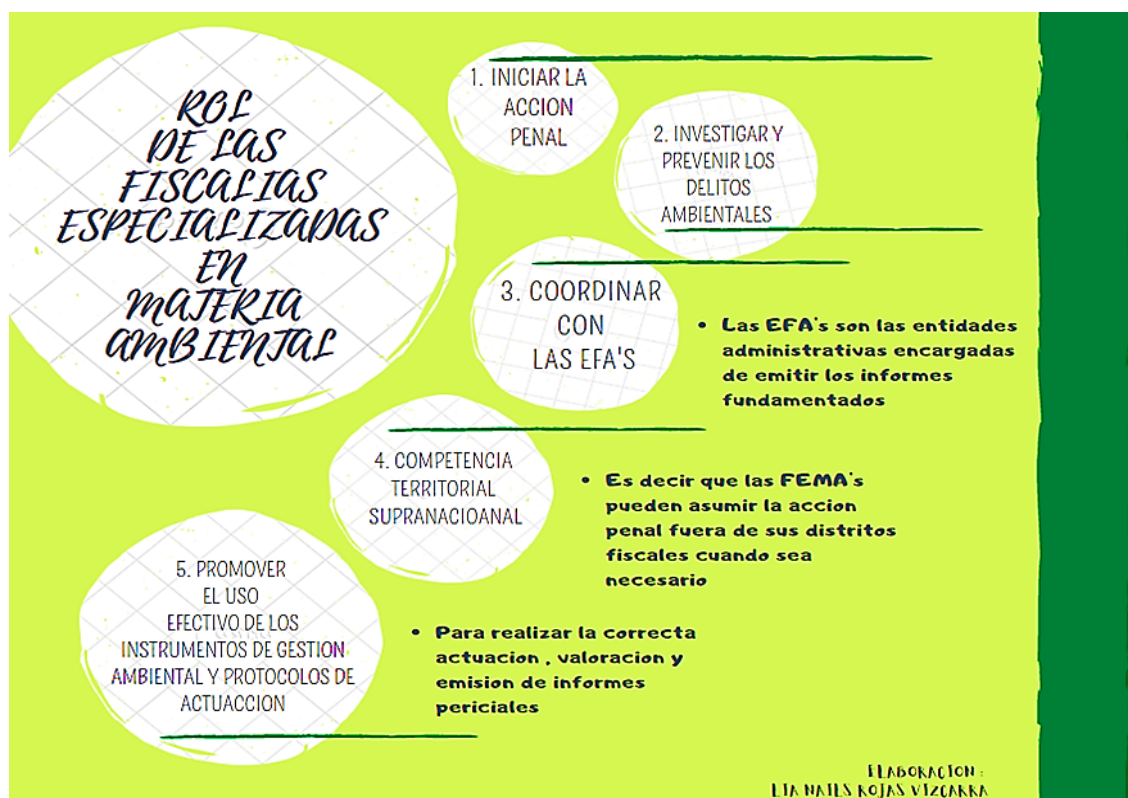 ROL
DE LAS
FISCALIAS
ESPECIALIZADAS
EN
MATERIA
AMBIENTAL
1. INICIAR LA
ACCION
PENAL
2. INVESTIGAR Y
PREVENIR LOS
DELITOS
AMBIENTALES
3. COORDINAR
CON
LAS EFA'S
• Las EFA's son las entidades
administrativas encargadas
de emitir los informes
fundamentados
4. COMPETENCIA
TERRITORIAL
SUPRANACIOANAL
• Es decir que las FEMA's
pueden asumir la accion
penal fuera de sus distritos
fiscales cuando sea
necesario
5. PROMOVER
EL USO
EFECTIVO DE LOS
INSTRUMENTOS DE GESTION
AMBIENTAL Y PROTOCOLOS DE
ACTUACCION
• Para realizar la correcta
actuacion , valoracion y
emision de informes
periciales
ELABORACION :
ROJAS VIZCARRA